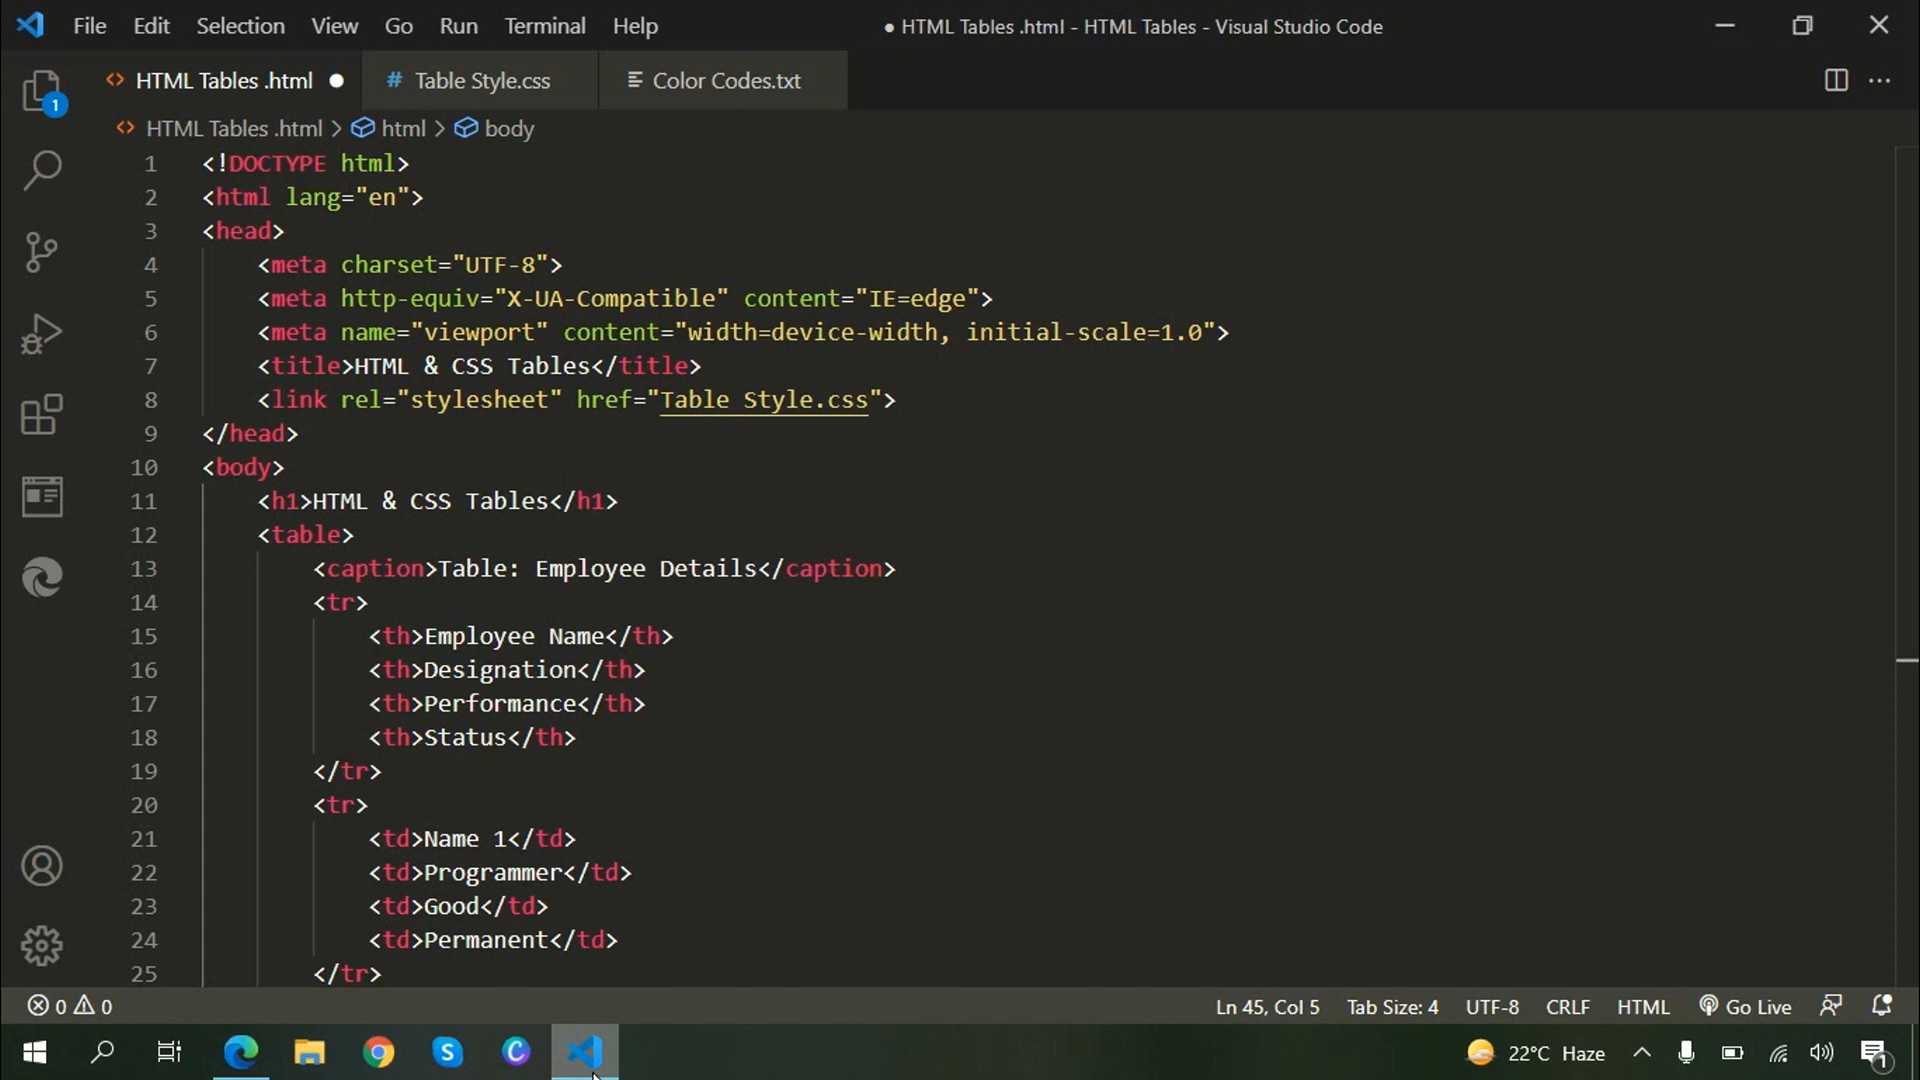 File Edit Selection View Go Run Terminal Help ● HTML Tables .html - HTML Tables - Visual Studio Code
HTML Tables .html ● # Table Style.css Color Codes.txt
1
HTML Tables .html > html > body
1 <!DOCTYPE html>
2 <html lang="en">
3 <head>
4 <meta charset="UTF-8">
5 <meta http-equiv="X-UA-Compatible" content="IE=edge">
6 <meta name="viewport" content="width=device-width, initial-scale=1.0">
7 <title>HTML & CSS Tables</title>
8 <link rel="stylesheet" href="Table Style.css">
9 </head>
10 <body>
11 <h1>HTML & CSS Tables</h1>
12 <table>
13 <caption>Table: Employee Details</caption>
14 <tr>
15 <th>Employee Name</th>
16 <th>Designation</th>
17 <th>Performance</th>
18 <th>Status</th>
19 </tr>
20 <tr>
21 <td>Name 1</td>
22 <td>Programmer</td>
23 <td>Good</td>
24 <td>Permanent</td>
25 </tr>
0 0 Ln 45, Col 5 Tab Size: 4 UTF-8 CRLF HTML Go Live
22°C Haze 1